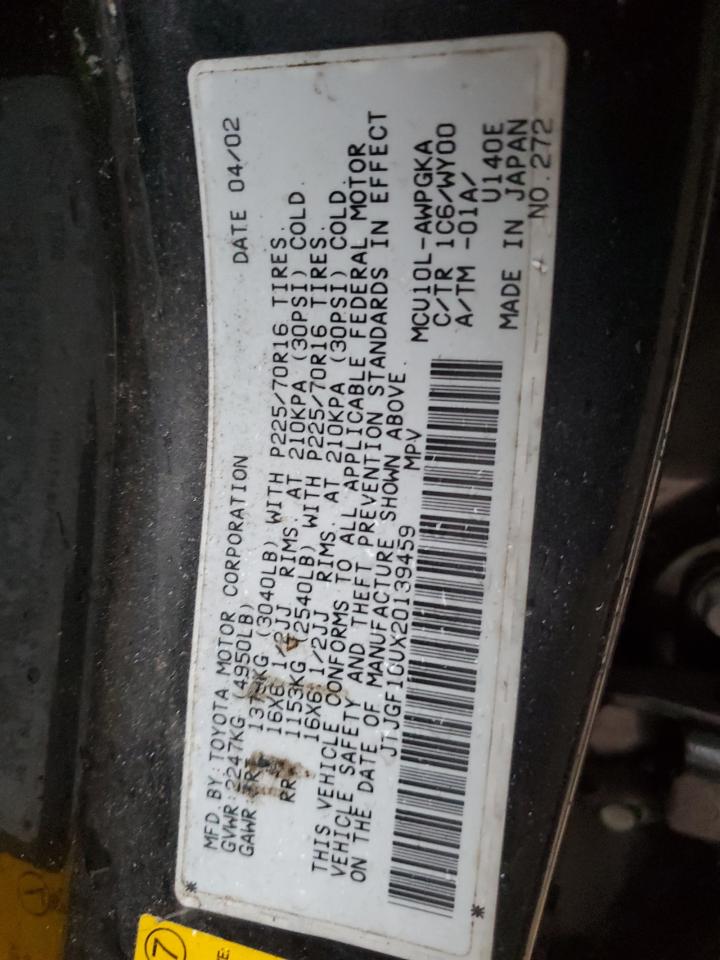 MFD BY: TOYOTA MOTOR CORPORATION DATE 04/02
GVWR: 2247KG (4950LB)
GAWR FRT (3040LB) WITH P225/70R16 TIRES.
16X6 1/2JJ RIMS. AT 210KPA (30PSI) COLD.
RR 1153KG (2540LB) WITH P225/70R16 TIRES.
16X6 1/2JJ RIMS. AT 210KPA (30PSI) COLD.
THIS VEHICLE CONFORMS TO ALL APPLICABLE FEDERAL MOTOR
VEHICLE SAFETY AND THEFT PREVENTION STANDARDS IN EFFECT
ON THE DATE OF MANUFACTURE SHOWN ABOVE.
JTJGF10UX20139459 MPV
MCU10L-AWPGKA
C/TR 1C6/WY00
A/TM -01A/ U140E
MADE IN JAPAN
NO.272
7